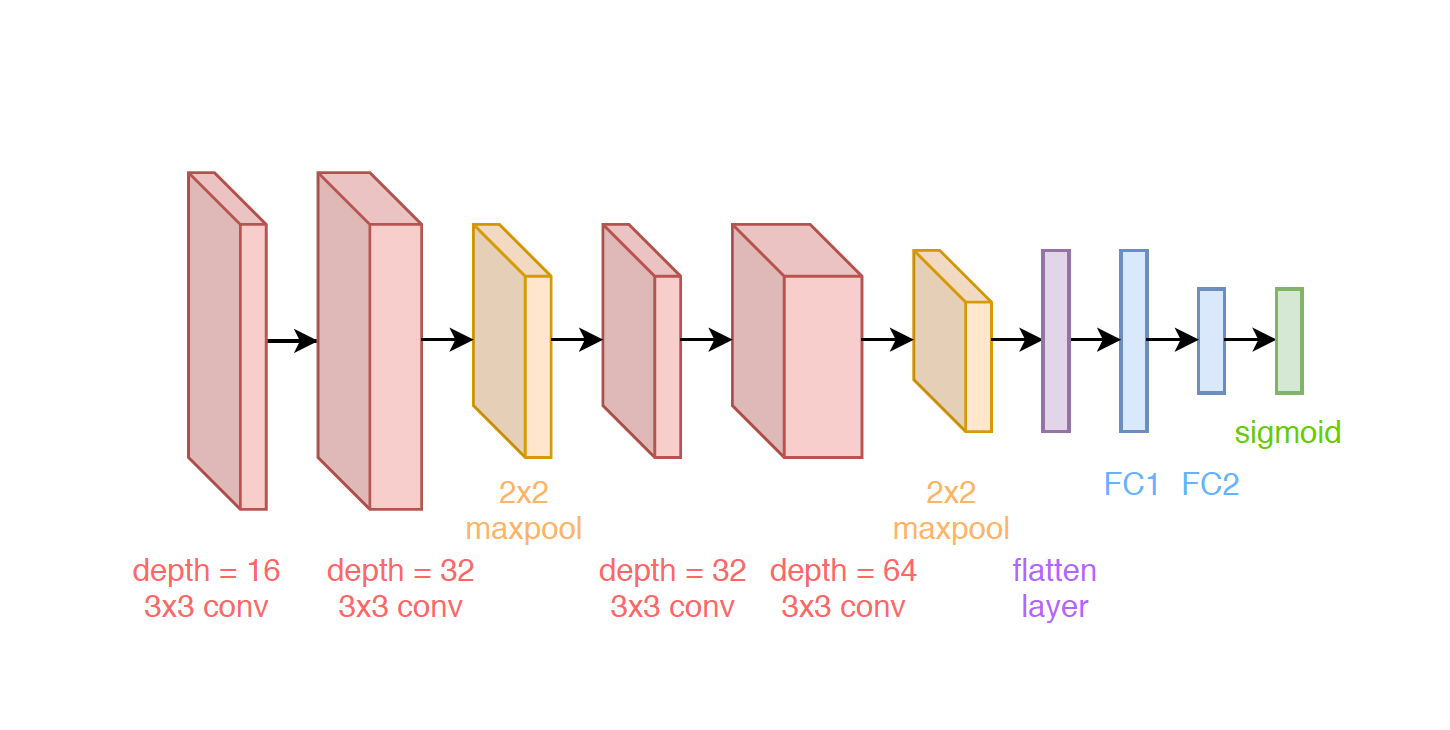 sigmoid
FC1 FC2
2x2
maxpool
2x2
maxpool
depth = 16
3x3 conv
depth = 32
3x3 conv
depth = 32
3x3 conv
depth = 64
3x3 conv
flatten
layer